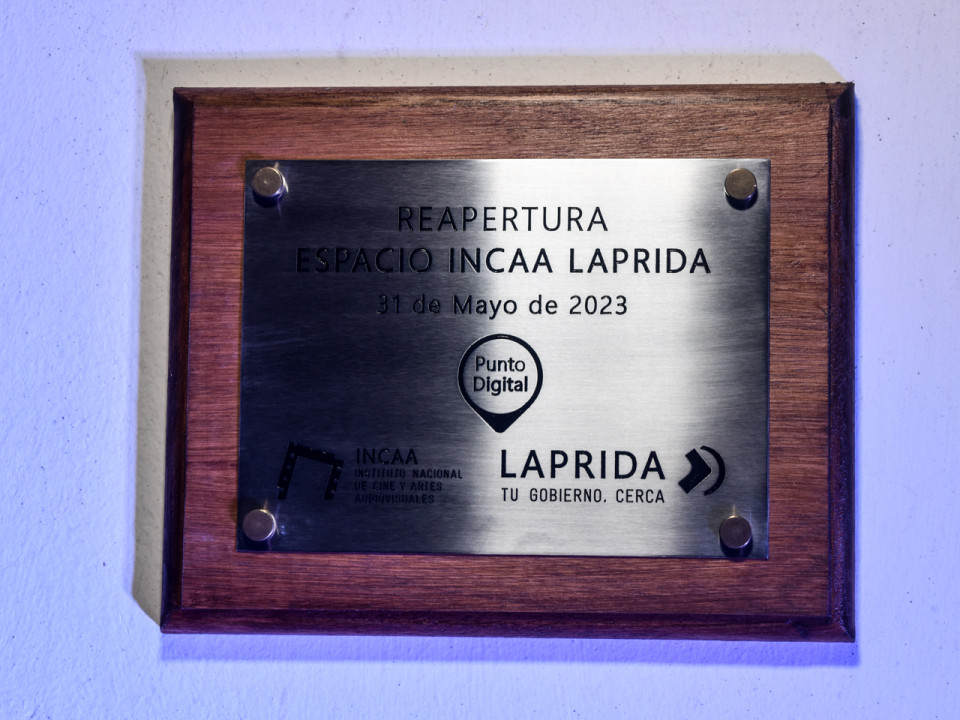 REAPERTURA
ESPACIO INCAA LAPRIDA
31 de Mayo de 2023
Punto
Digital
INCAA
INSTITUTO NACIONAL
DE CINE Y ARTES
AUDIOVISUALES
LAPRIDA
TU GOBIERNO. CERCA